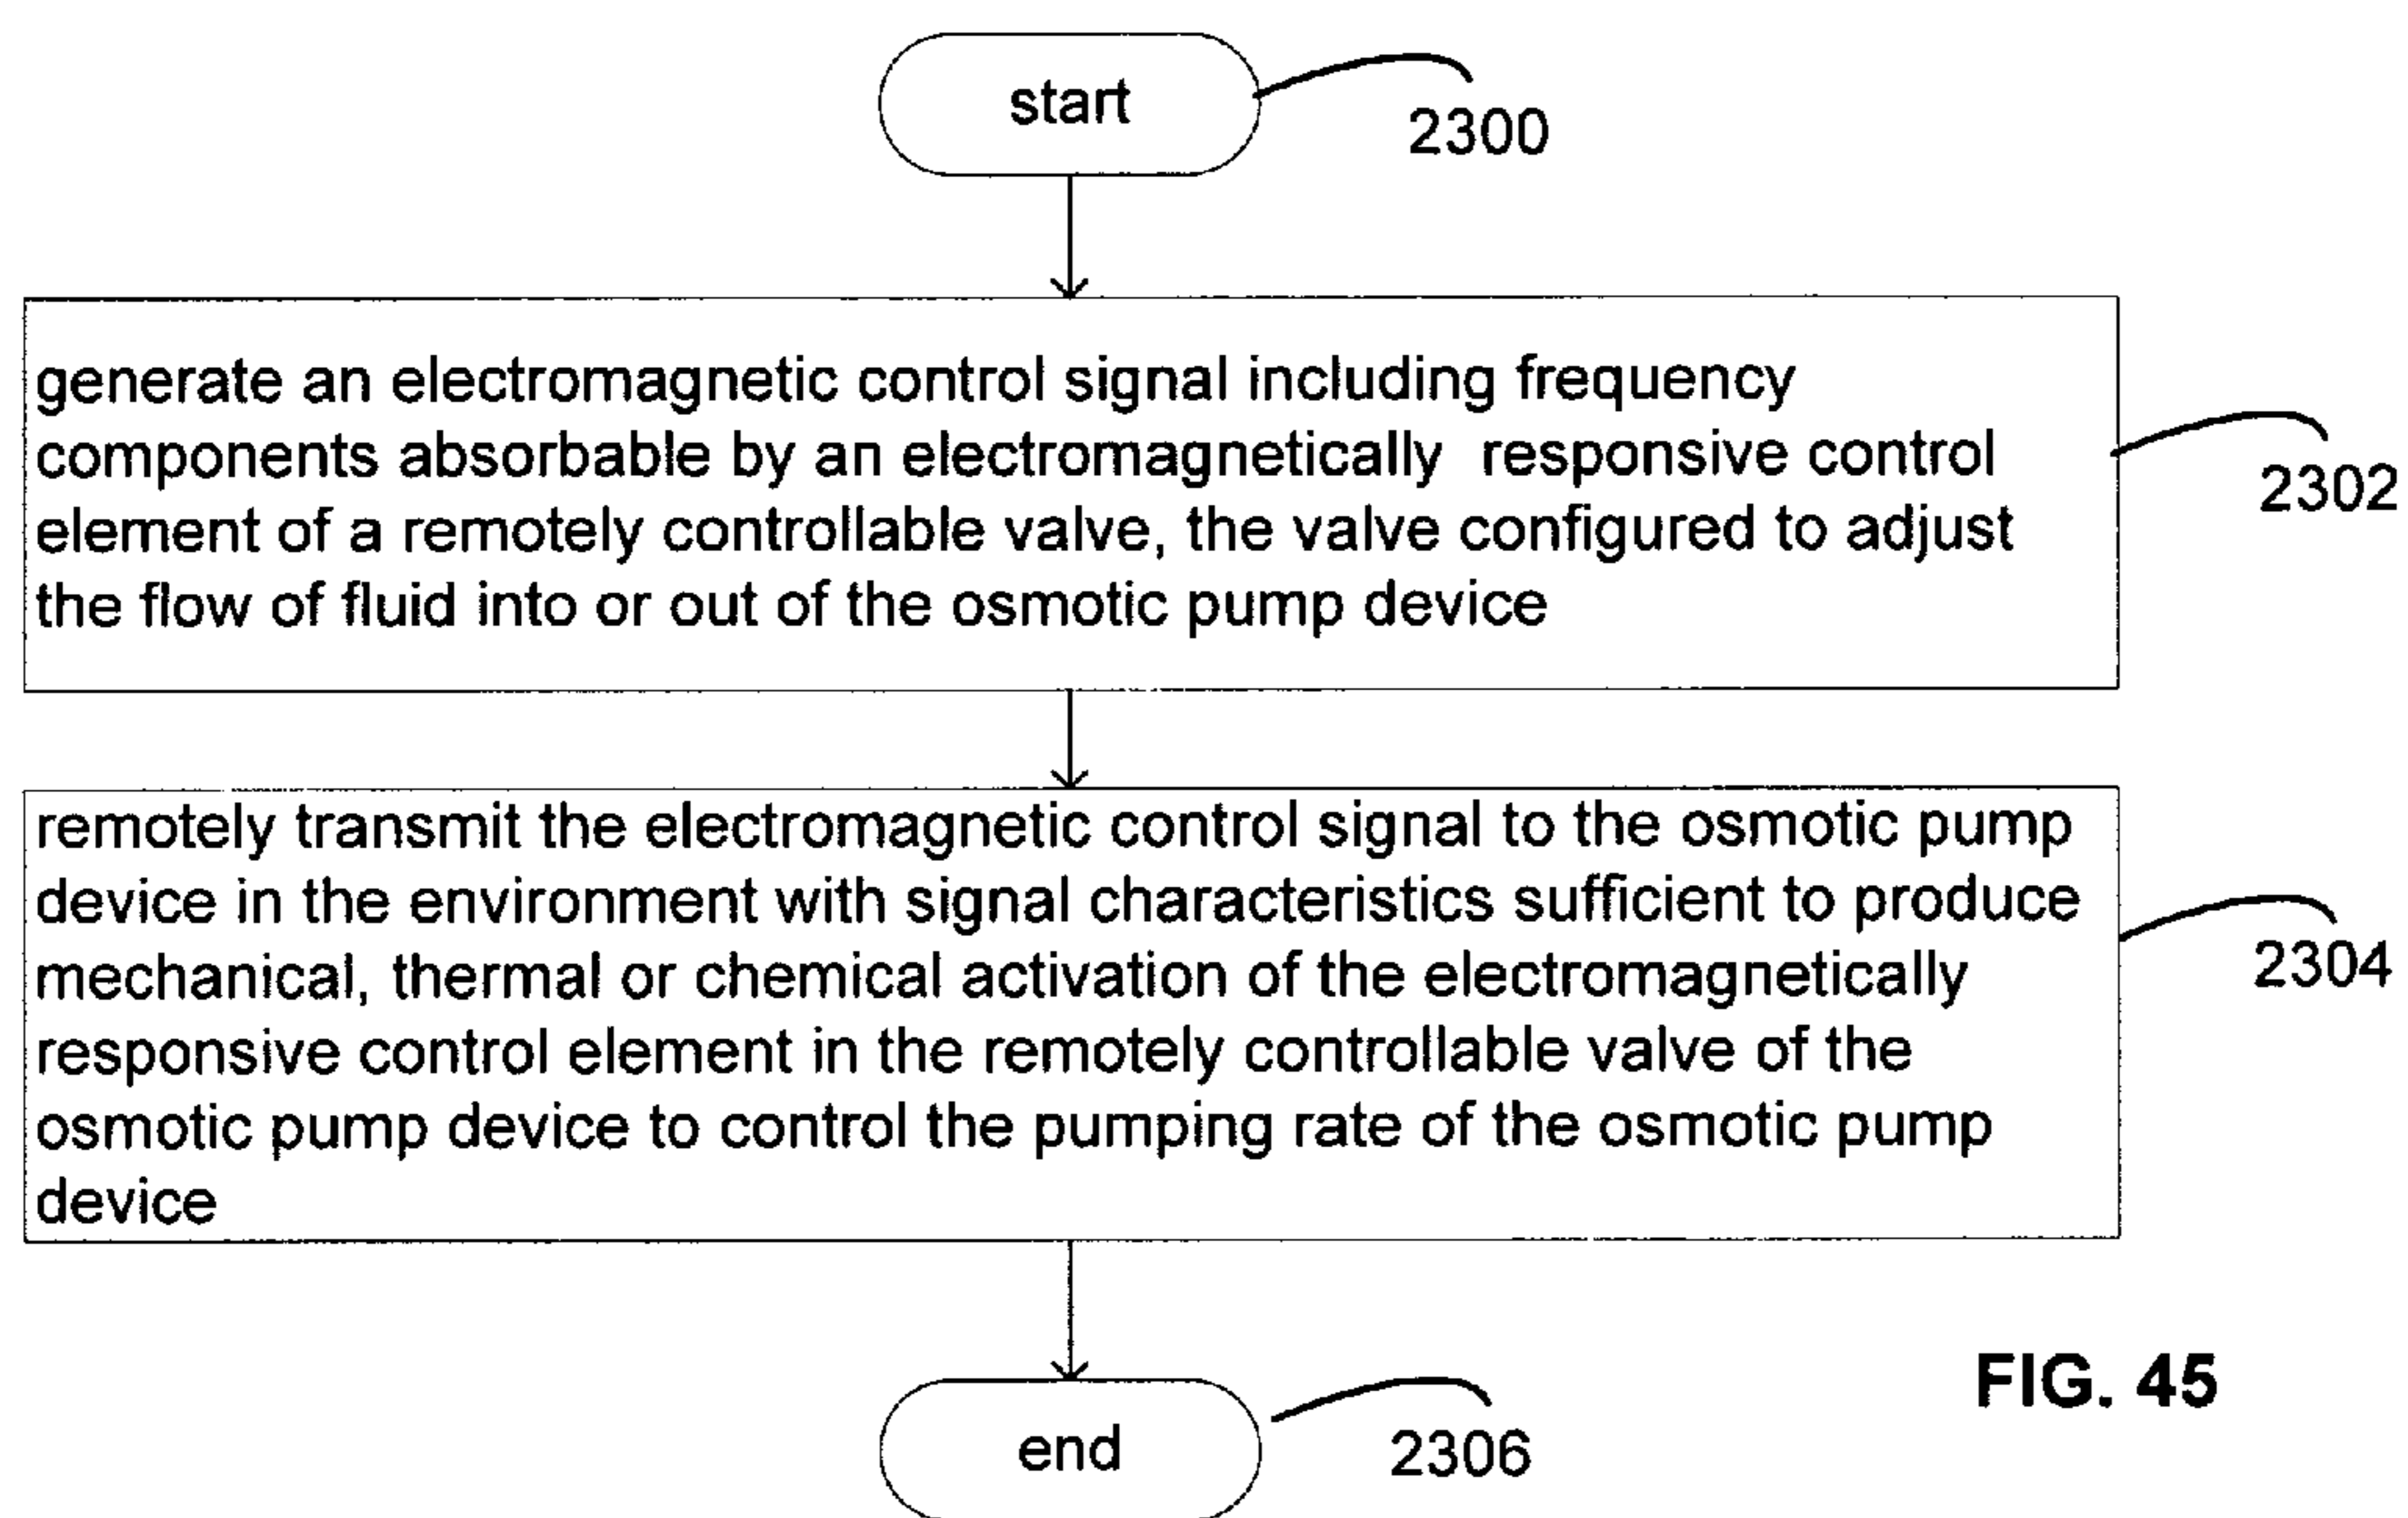 start
2300
generate an electromagnetic control signal including frequency
components absorbable by an electromagnetically responsive control
element of a remotely controllable valve, the valve configured to adjust
the flow of fluid into or out of the osmotic pump device
2302
remotely transmit the electromagnetic control signal to the osmotic pump
device in the environment with signal characteristics sufficient to produce
mechanical, thermal or chemical activation of the electromagnetically
responsive control element in the remotely controllable valve of the
osmotic pump device to control the pumping rate of the osmotic pump
device
2304
end
2306
FIG. 45